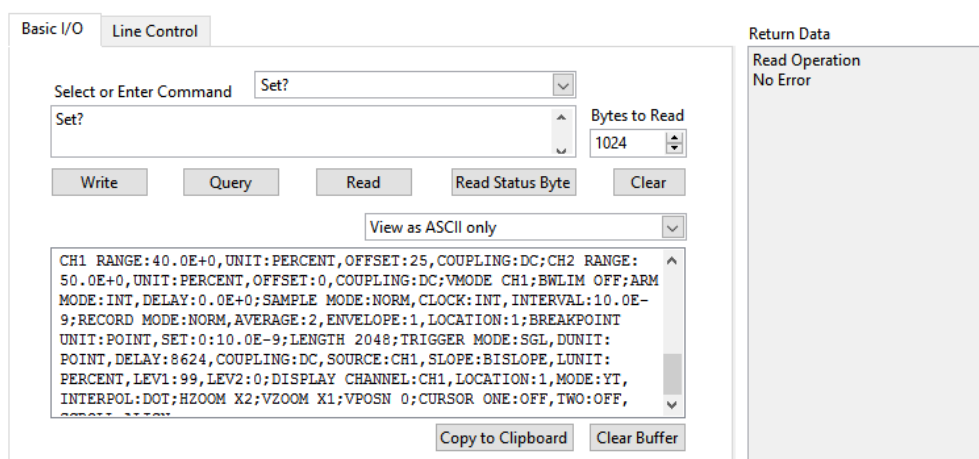 Basic I/O
Line Control
Return Data
Read Operation
No Error
Select or Enter Command
Set?
Set?
Bytes to Read
1024
Write
Query
Read
Read Status Byte
Clear
View as ASCII only
CH1 RANGE:40.0E+0,UNIT:PERCENT,OFFSET:25,COUPLING:DC;CH2 RANGE:
50.0E+0,UNIT:PERCENT,OFFSET:0,COUPLING:DC;VMODE CH1;BWLIM OFF;ARM
MODE:INT,DELAY:0.0E+0;SAMPLE MODE:NORM,CLOCK:INT,INTERVAL:10.0E-
9;RECORD MODE:NORM,AVERAGE:2,ENVELOPE:1,LOCATION:1;BREAKPOINT
UNIT:POINT,SET:0:10.0E-9;LENGTH 2048;TRIGGER MODE:SGL,DUNIT:
POINT,DELAY:8624,COUPLING:DC,SOURCE:CH1,SLOPE:BISLOPE,LUNIT:
PERCENT,LEV1:99,LEV2:0;DISPLAY CHANNEL:CH1,LOCATION:1,MODE:YT,
INTERPOL:DOT;HZOOM X2;VZOOM X1;VPOSN 0;CURSOR ONE:OFF,TWO:OFF,
Copy to Clipboard
Clear Buffer